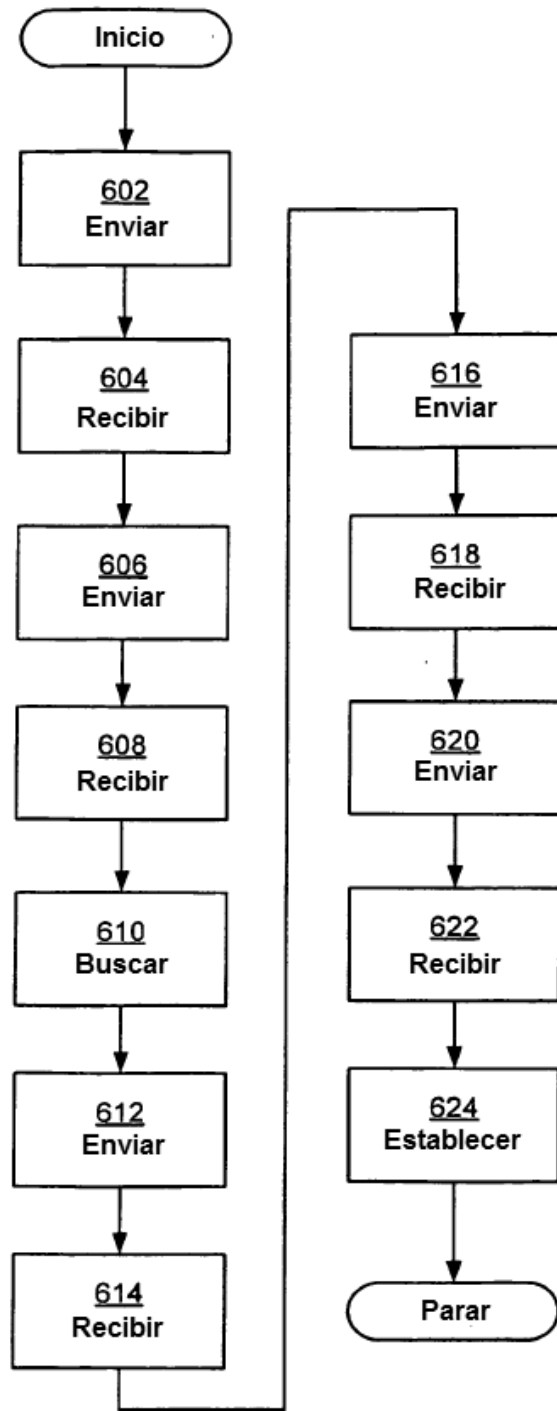 Inicio
602
Enviar
604
Recibir
606
Enviar
608
Recibir
610
Buscar
612
Enviar
614
Recibir
616
Enviar
618
Recibir
620
Enviar
622
Recibir
624
Establecer
Parar